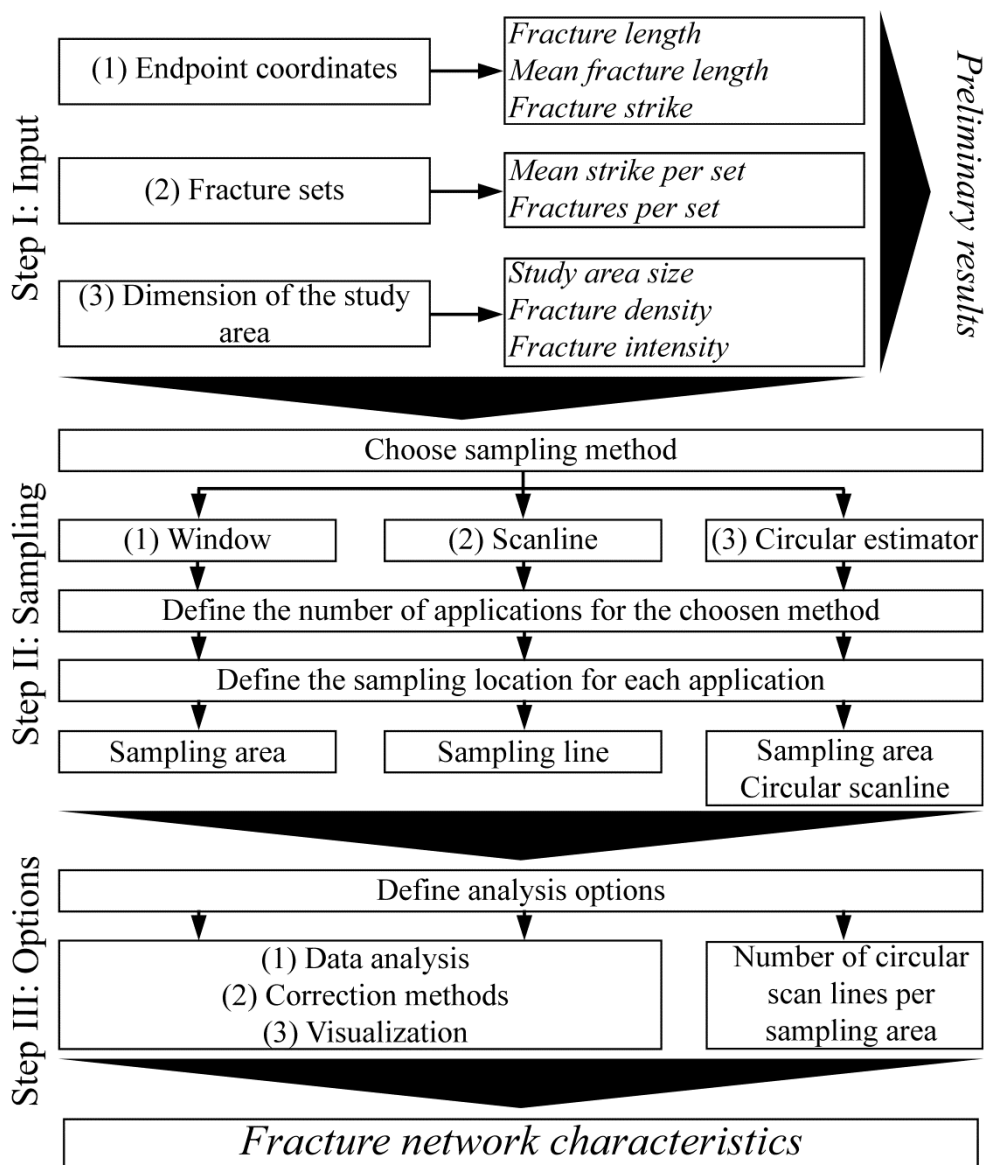 Step I: Input
(1) Endpoint coordinates
Fracture length
Mean fracture length
Fracture strike
(2) Fracture sets
Mean strike per set
Fractures per set
(3) Dimension of the study
area
Study area size
Fracture density
Fracture intensity
Preliminary results
Step II: Sampling
Choose sampling method
(1) Window
(2) Scanline
(3) Circular estimator
Define the number of applications for the choosen method
Define the sampling location for each application
Sampling area
Sampling line
Sampling area
Circular scanline
Step III: Options
Define analysis options
(1) Data analysis
(2) Correction methods
(3) Visualization
Number of circular
scan lines per
sampling area
Fracture network characteristics